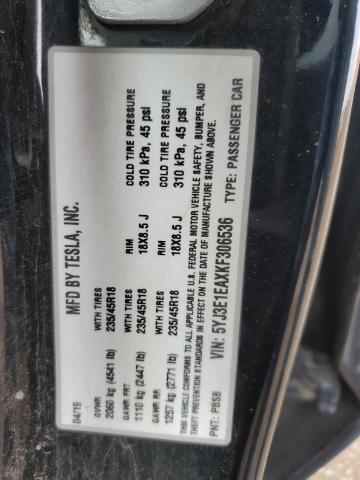 MFD BY TESLA, INC.
04/19
GVWR WITH TIRES RIM COLD TIRE PRESSURE
2060 kg (4541 lb) 235/45R18 18X8.5 J 310 kPa, 45 psi
GAWR FRT WITH TIRES RIM COLD TIRE PRESSURE
1110 kg (2447 lb) 235/45R18 18X8.5 J 310 kPa, 45 psi
GAWR RR
1257 kg (2771 lb) 235/45R18
THIS VEHICLE CONFORMS TO ALL APPLICABLE U.S. FEDERAL MOTOR VEHICLE SAFETY, BUMPER, AND
THEFT PREVENTION STANDARDS IN EFFECT ON THE DATE OF MANUFACTURE SHOWN ABOVE.
VIN: 5YJ3E1EAXKF306536 TYPE: PASSENGER CAR
PNT: PBSB